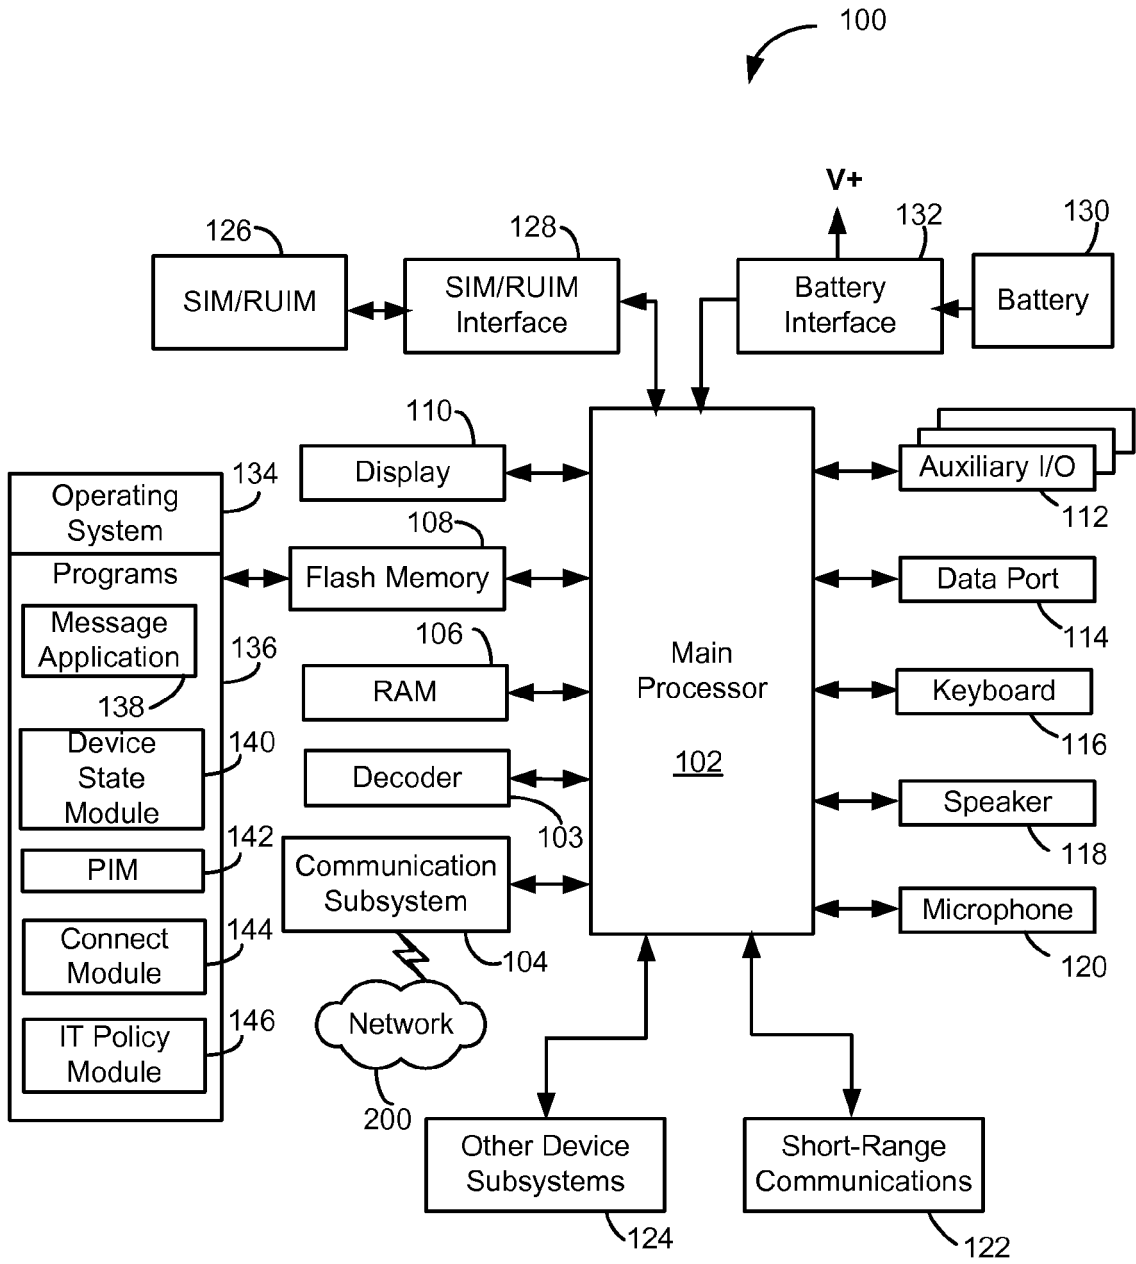 100
V+
126
128
132
130
SIM/RUIM
SIM/RUIM
Interface
Battery
Interface
Battery
110
Display
Auxiliary I/O
112
134
Operating
System
108
Flash Memory
Programs
Data Port
114
Message
Application
138
136
106
RAM
Main
Processor
102
Keyboard
116
Device
State
Module
140
Decoder
103
Speaker
118
PIM
142
Communication
Subsystem
104
Microphone
120
Connect
Module
144
Network
200
IT Policy
Module
146
Other Device
Subsystems
124
Short-Range
Communications
122